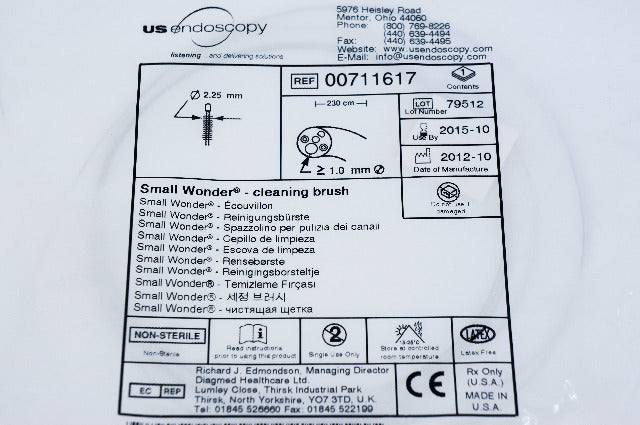 us endoscopy
listening ...and delivering solutions
5976 Heisley Road
Mentor, Ohio 44060
Phone: (800) 769-8226
(440) 639-4494
Fax: (440) 639-4495
Website: www.usendoscopy.com
E-Mail: info@usendoscopy.com
Ø 2.25 mm
REF 00711617
1
Contents
230 cm
≥ 1.0 mm Ø
LOT 79512
Lot Number
2015-10
Use By
2012-10
Date of Manufacture
Do not use if
damaged
Small Wonder® - cleaning brush
Small Wonder® - Écouvillon
Small Wonder® - Reinigungsbürste
Small Wonder® - Spazzolino per pulizia dei canali
Small Wonder® - Cepillo de limpieza
Small Wonder® - Escova de limpeza
Small Wonder® - Rensebørste
Small Wonder® - Reinigingsborsteltje
Small Wonder® - Temizleme Fırçası
Small Wonder® - 세정 브러시
Small Wonder® - чистящая щетка
NON-STERILE
Non-Sterile
Read instructions
prior to using this product
2
Single Use Only
Store at controlled
room temperature
LATEX
Latex Free
EC REP
Richard J. Edmondson, Managing Director
Diagmed Healthcare Ltd.
Lumley Close, Thirsk Industrial Park
Thirsk, North Yorkshire, YO7 3TD, U.K.
Tel: 01845 526660 Fax: 01845 522199
CE
Rx Only
(U.S.A.)
MADE IN
U.S.A.